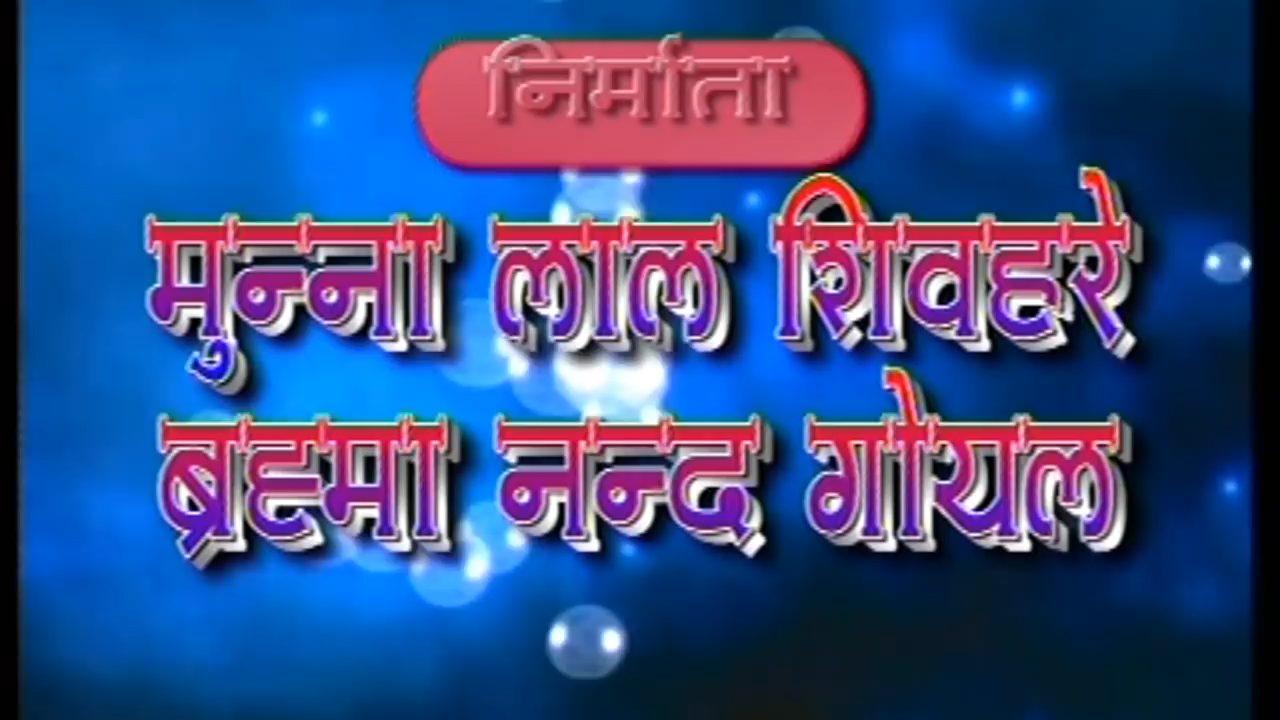 निर्माता
मुन्ना लाल शिवहरे
ब्रह्मा नन्द गोयल